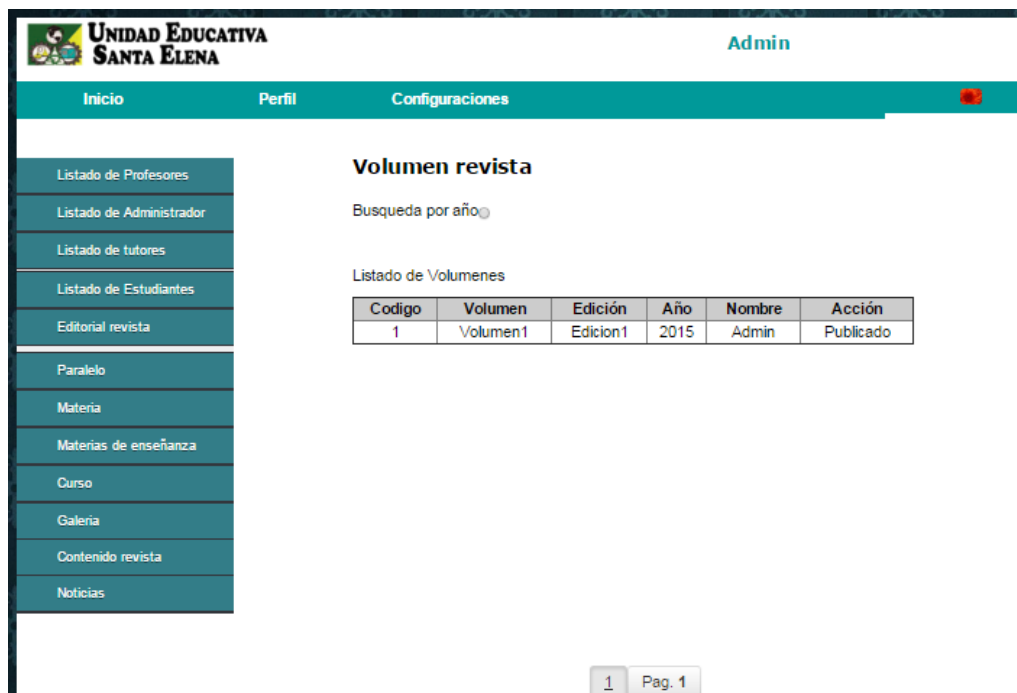 UNIDAD EDUCATIVA
SANTA ELENA
Admin
Inicio Perfil Configuraciones
Listado de Profesores
Listado de Administrador
Listado de tutores
Listado de Estudiantes
Editorial revista
Paralelo
Materia
Materias de enseñanza
Curso
Galeria
Contenido revista
Noticias
Volumen revista
Busqueda por año
Listado de Volumenes
Codigo Volumen Edición Año Nombre Acción
1 Volumen1 Edicion1 2015 Admin Publicado
1 Pag. 1